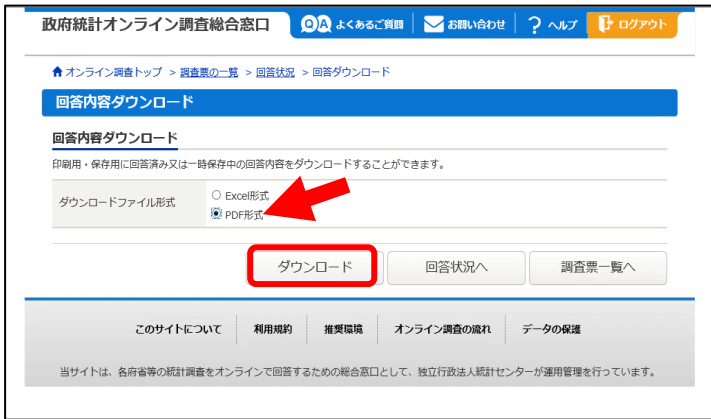 政府統計オンライン調査総合窓口 QA よくあるご質問 お問い合わせ ? ヘルプ ログアウト
オンライン調査トップ > 調査票の一覧 > 回答状況 > 回答ダウンロード
回答内容ダウンロード
回答内容ダウンロード
印刷用・保存用に回答済み又は一時保存中の回答内容をダウンロードすることができます。
ダウンロードファイル形式
Excel形式
PDF形式
ダウンロード 回答状況へ 調査票一覧へ
このサイトについて 利用規約 推奨環境 オンライン調査の流れ データの保護
当サイトは、各府省等の統計調査をオンラインで回答するための総合窓口として、独立行政法人統計センターが運用管理を行っています。